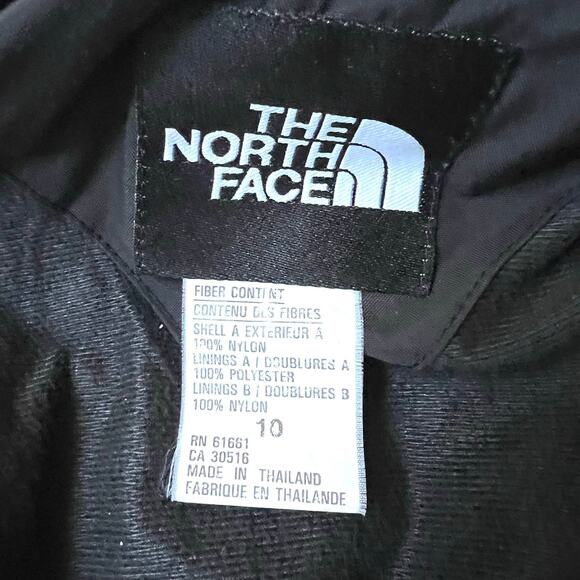 THE
NORTH
FACE
FIBER CONTENT
CONTENU DES FIBRES
SHELL A EXTERIEUR A
100% NYLON
LININGS A / DOUBLURES A
100% POLYESTER
LININGS B / DOUBLURES B
100% NYLON
10
RN 61661
CA 30516
MADE IN THAILAND
FABRIQUE EN THAILANDE